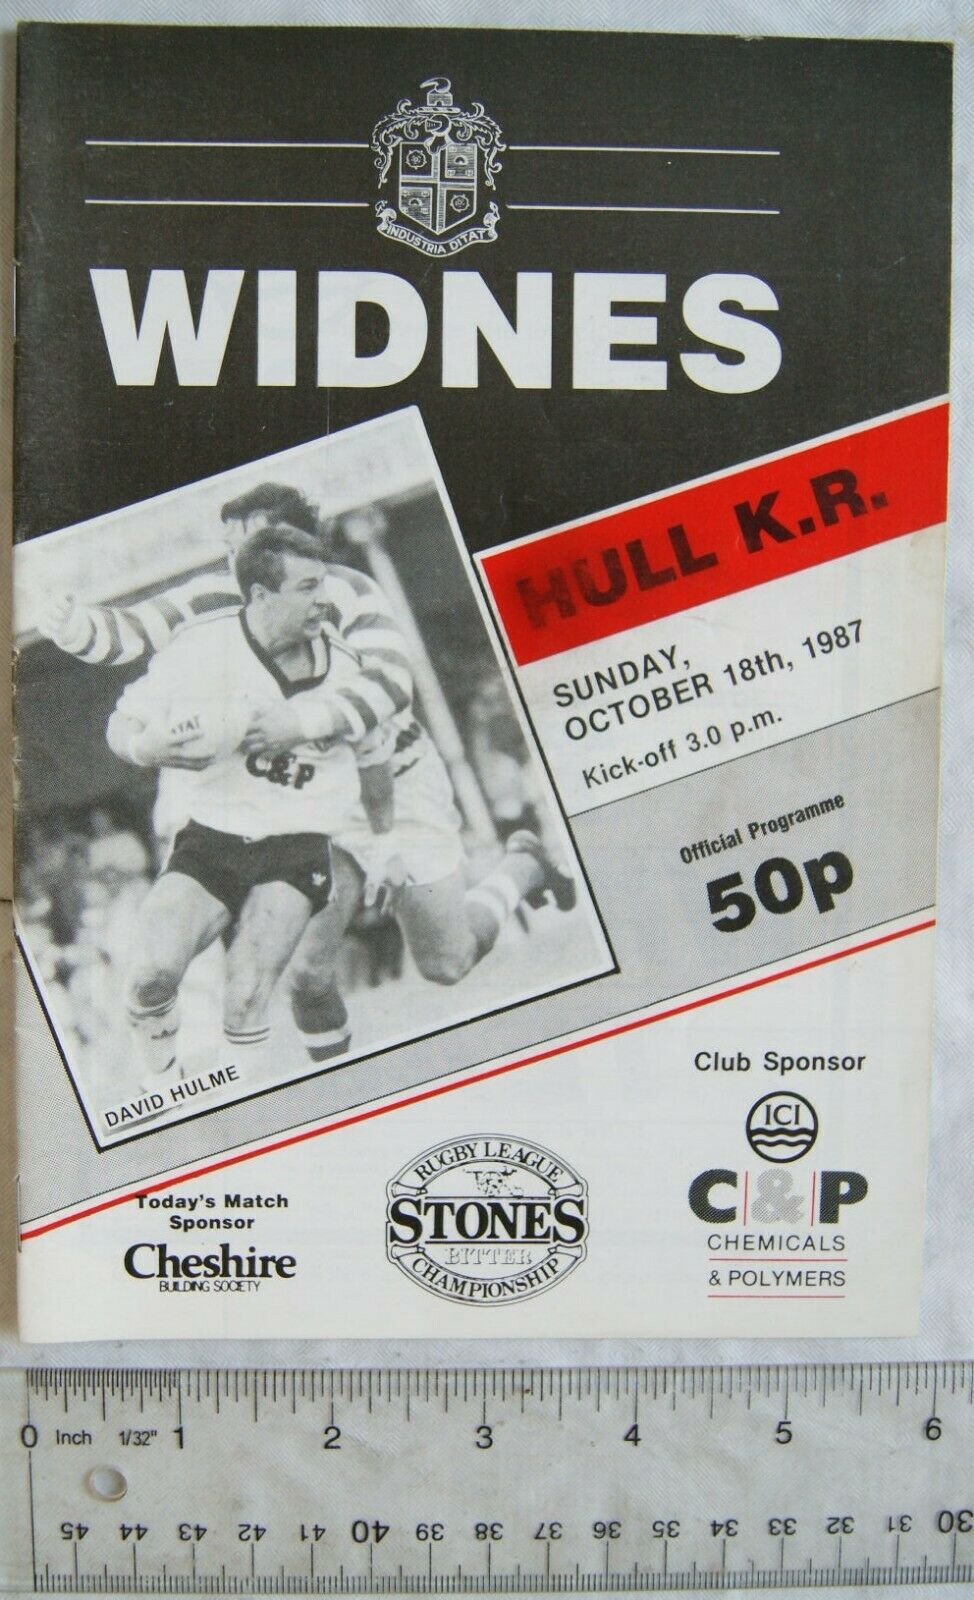 INDUSTRIA DITAT
WIDNES
HULL K.R.
SUNDAY,
OCTOBER 18th, 1987
Kick-off 3.0 p.m.
Official Programme
50p
C&P
DAVID HULME
Club Sponsor
ICI
C&P
CHEMICALS
& POLYMERS
Today's Match
Sponsor
Cheshire
BUILDING SOCIETY
RUGBY LEAGUE
STONES
BITTER
CHAMPIONSHIP
0 Inch 1/32" 1 2 3 4 5 6
45 44 43 42 41 40 39 38 37 36 35 34 33 32 31 30